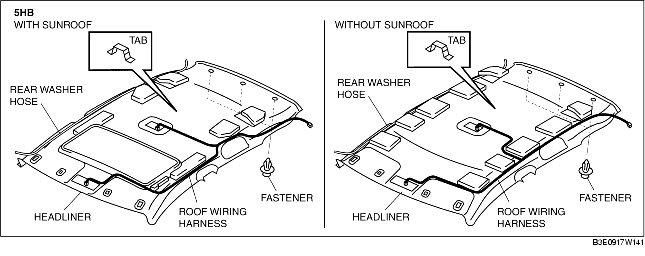 5HB
WITH SUNROOF
TAB
REAR WASHER
HOSE
HEADLINER
ROOF WIRING
HARNESS
FASTENER
WITHOUT SUNROOF
TAB
REAR WASHER
HOSE
HEADLINER
ROOF WIRING
HARNESS
FASTENER
B3E0917W141